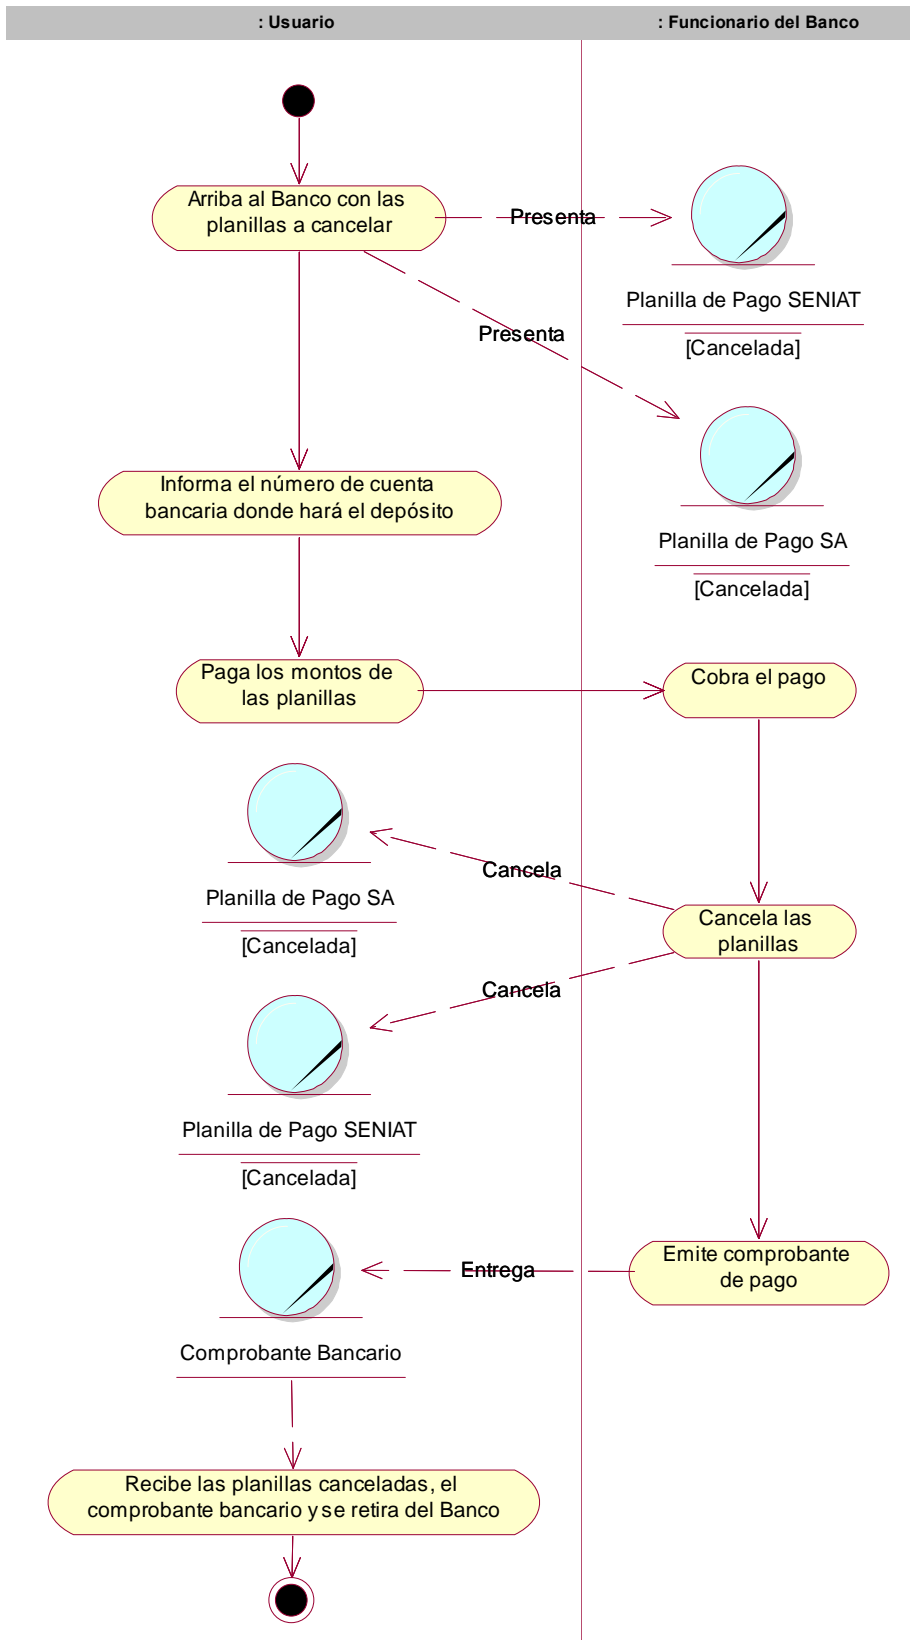 : Usuario
: Funcionario del Banco
Arriba al Banco con las
planillas a cancelar
Presenta
Planilla de Pago SENIAT
[Cancelada]
Presenta
Planilla de Pago SA
[Cancelada]
Informa el número de cuenta
bancaria donde hará el depósito
Paga los montos de
las planillas
Cobra el pago
Planilla de Pago SA
[Cancelada]
Cancela
Cancela las
planillas
Cancela
Planilla de Pago SENIAT
[Cancelada]
Emite comprobante
de pago
Entrega
Comprobante Bancario
Recibe las planillas canceladas, el
comprobante bancario y se retira del Banco